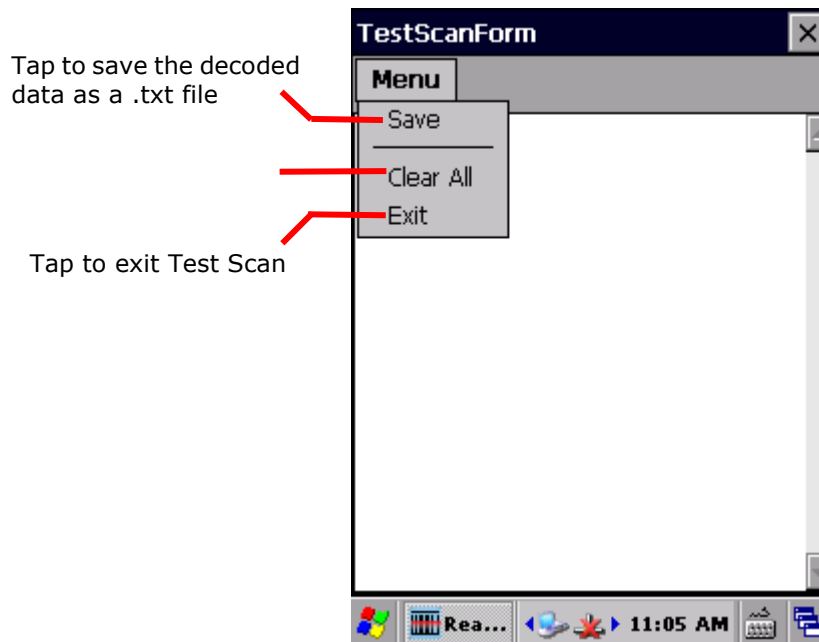 TestScanForm
Tap to save the decoded
data as a .txt file
Menu
Save
Clear All
Exit
Tap to exit Test Scan
Rea...
11:05 AM